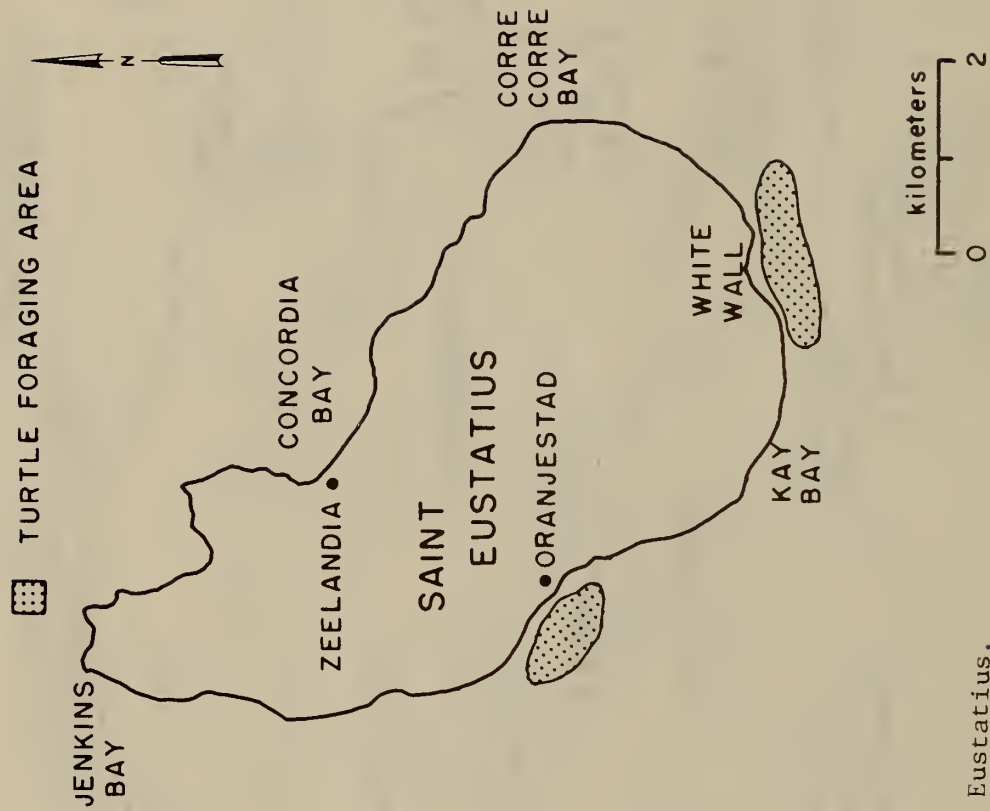 TURTLE FORAGING AREA
N
JENKINS
BAY
CONCORDIA
BAY
ZEELANDIA
CORRE
CORRE
BAY
SAINT
EUSTATIUS
ORANJESTAD
WHITE
WALL
KAY
BAY
kilometers
0 2
Eustatius.